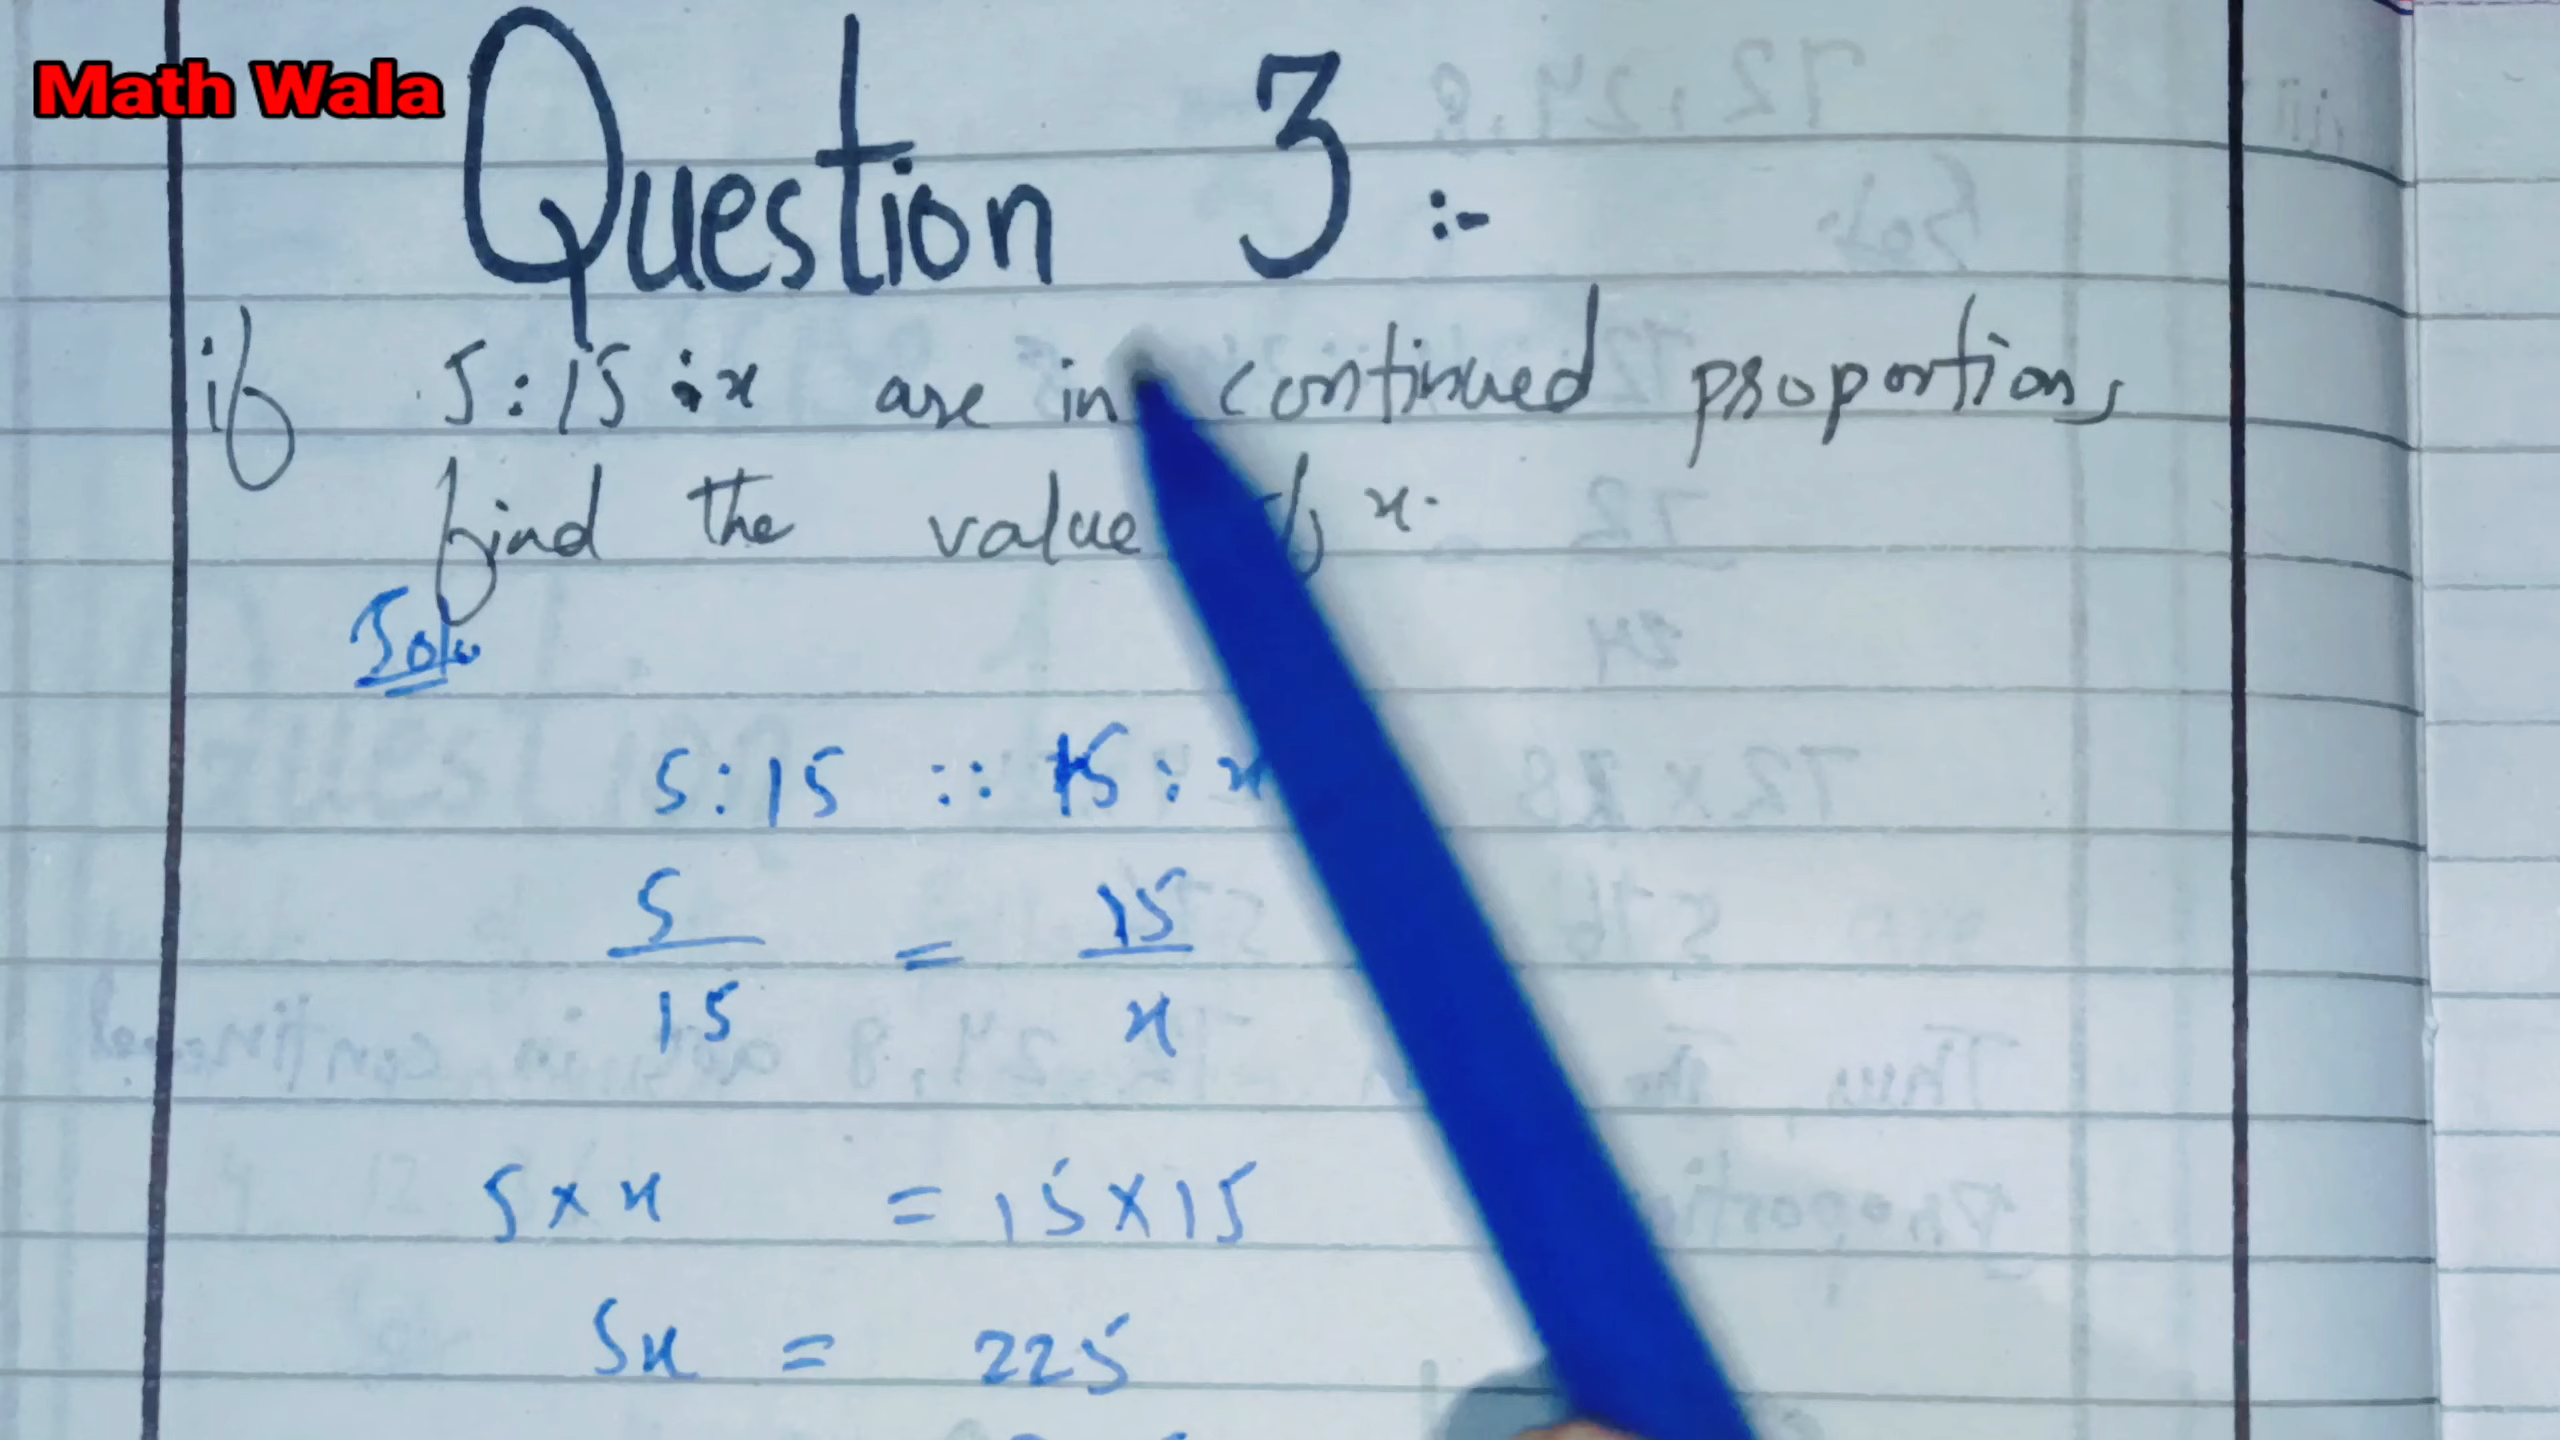 Math Wala
Question 3 :-
if 5 : 15 : x are in continued proportion,
find the value of x.
Sol:
5 : 15 :: 15 : x
5/15 = 15/x
5 × x = 15 × 15
5x = 225